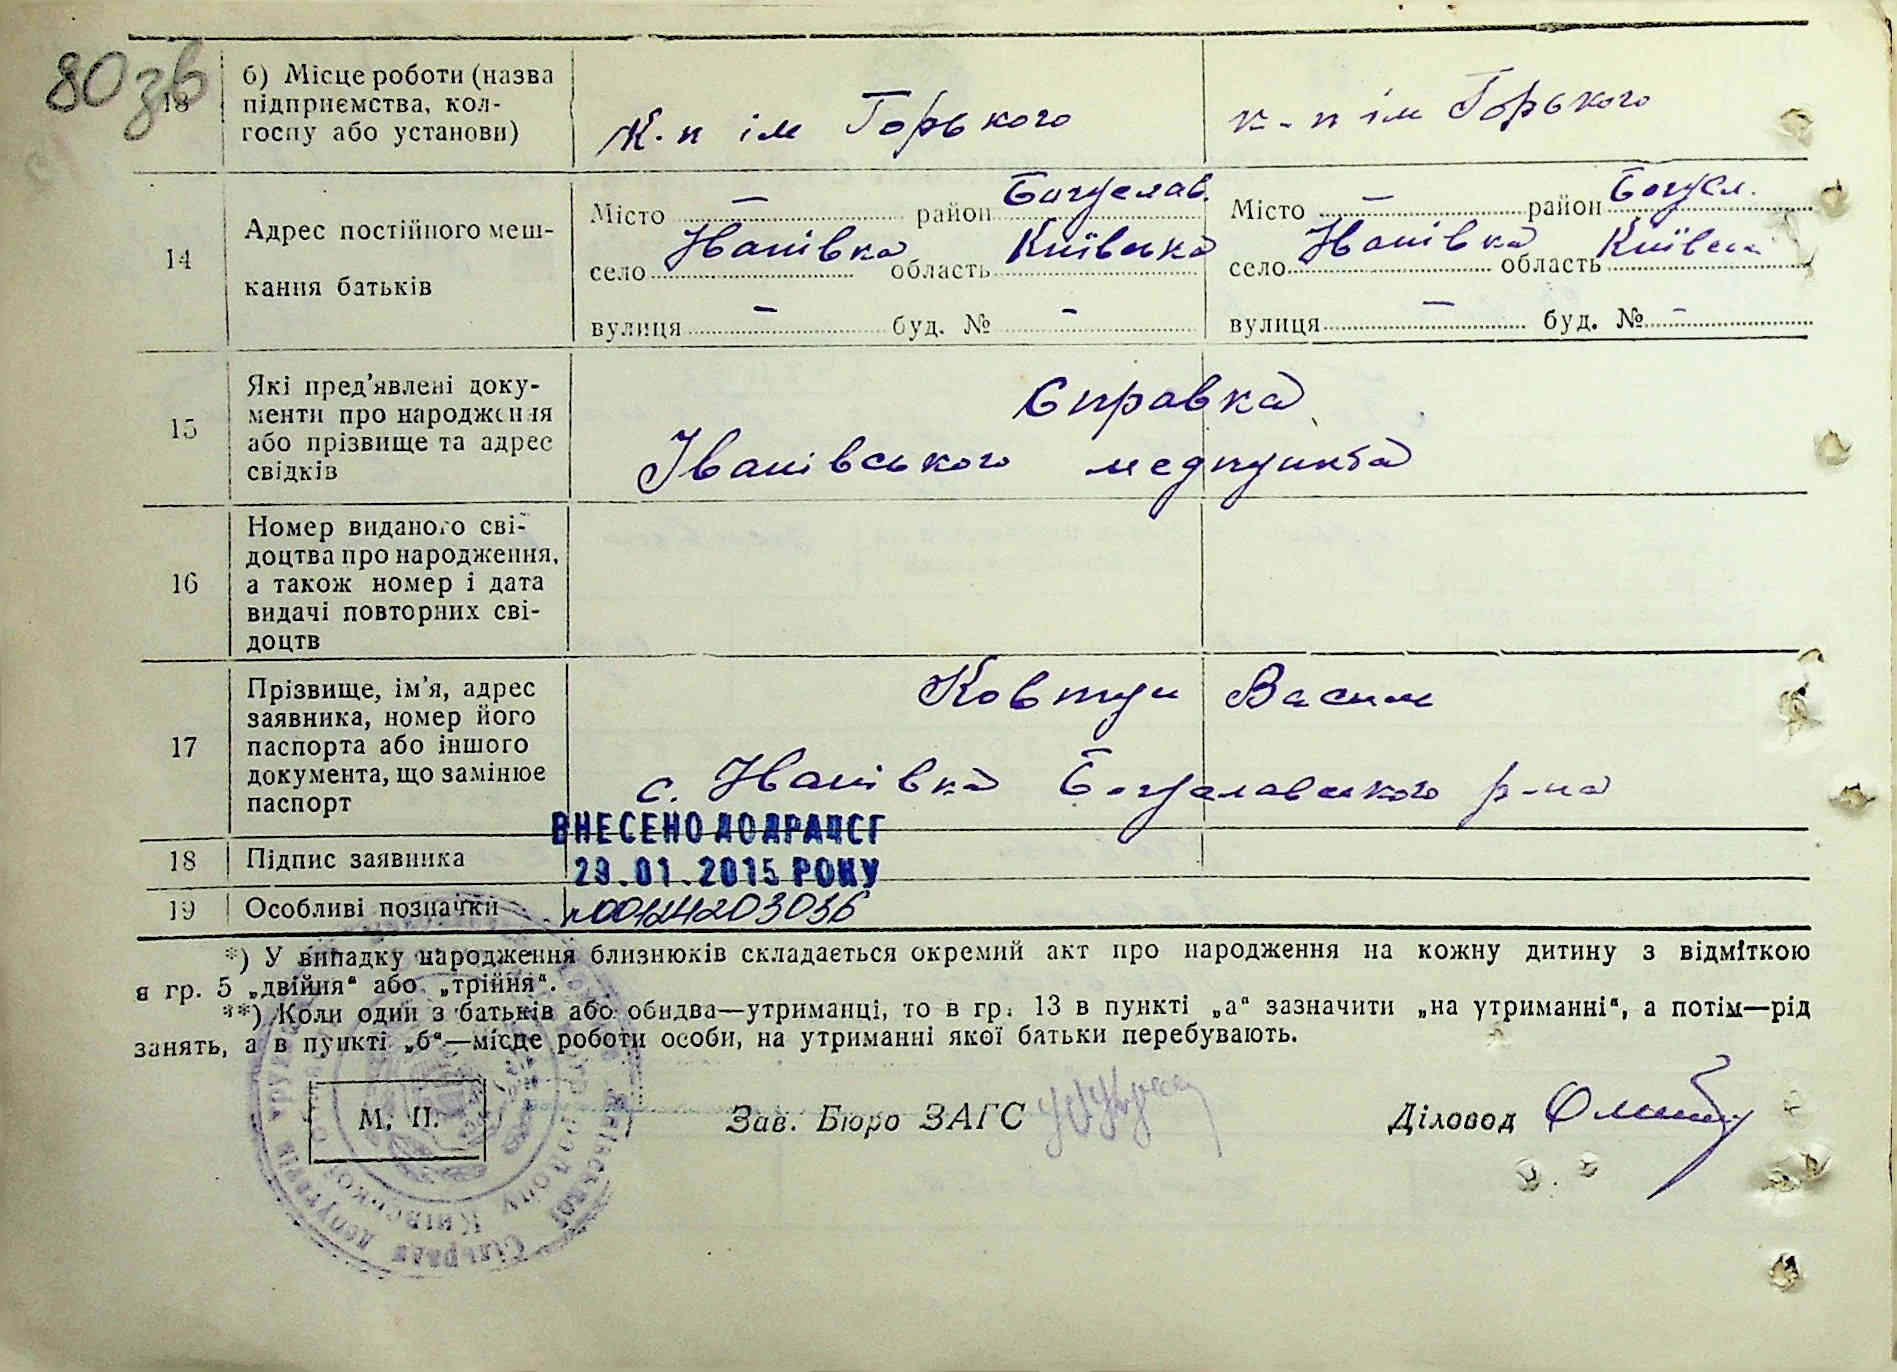 80зв
13
б) Місце роботи (назва підприємства, кол-
госпу або установи)
к-п ім Горького
к-п ім Горького
14
Адрес постійного меш-
кання батьків
Місто – район Богуслав.
село Іванівка область Київська
вулиця – буд. № –
Місто – район Богусл.
село Іванівка область Київськ
вулиця – буд. № –
15
Які пред'явлені доку-
менти про народження
або прізвище та адрес
свідків
Справка
Іванівського медпункта
16
Номер виданого сві-
доцтва про народження,
а також номер і дата
видачі повторних сві-
доцтв
17
Прізвище, ім'я, адрес
заявника, номер його
паспорта або іншого
документа, що замінює
паспорт
Ковтун Васил
с. Іванівка Богуславського р-на
ВНЕСЕНО ДО ДРАЦСГ
29.01.2015 РОКУ
18
Підпис заявника
19
Особливі позначки
00124203036
*) У випадку народження близнюків складається окремий акт про народження на кожну дитину з відміткою
в гр. 5 „двійня“ або „трійня“.
**) Коли один з батьків або обидва—утриманці, то в гр. 13 в пункті „а“ зазначити „на утриманні“, а потім—рід
занять, а в пункті „б“—місце роботи особи, на утриманні якої батьки перебувають.
М. П.
Зав. Бюро ЗАГС
Діловод